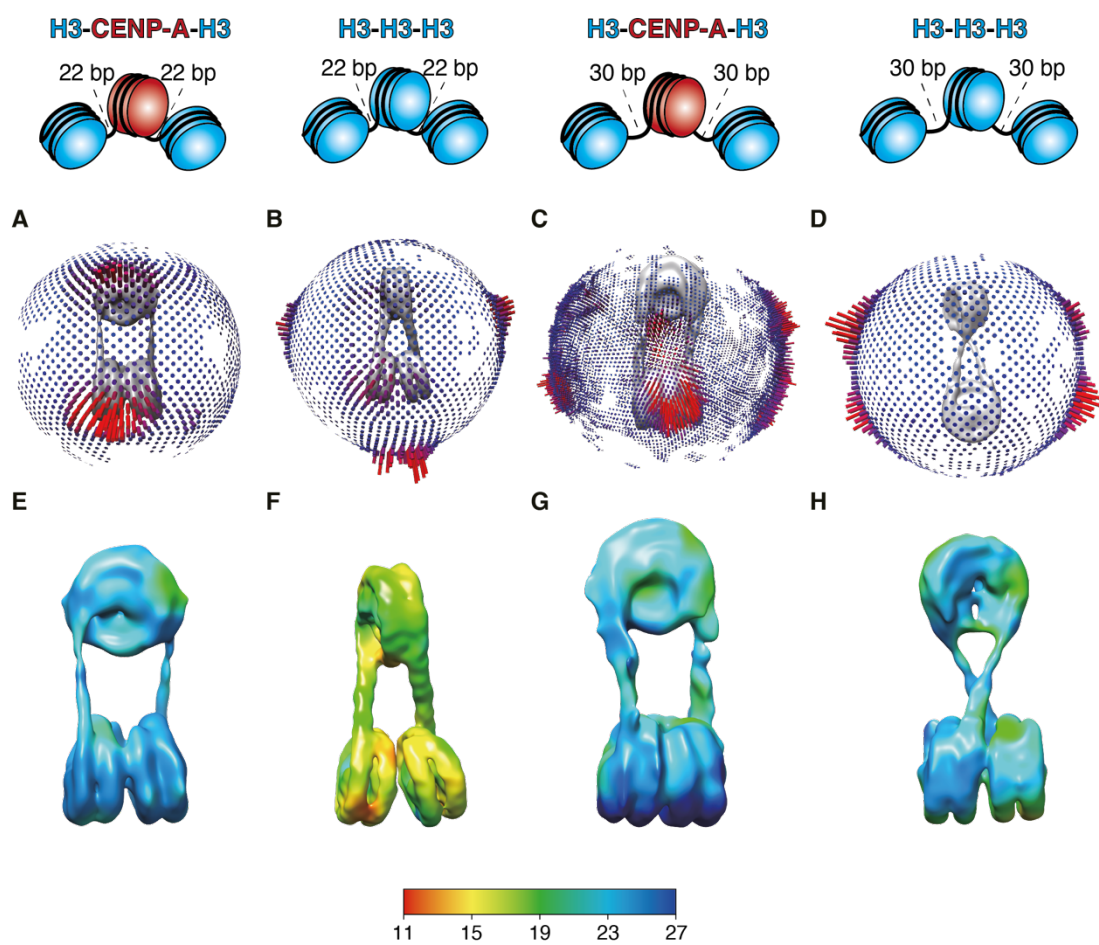 H3-CENP-A-H3 H3-H3-H3 H3-CENP-A-H3 H3-H3-H3
22 bp 22 bp 22 bp 22 bp 30 bp 30 bp 30 bp 30 bp
A B C D
E F G H
11 15 19 23 27